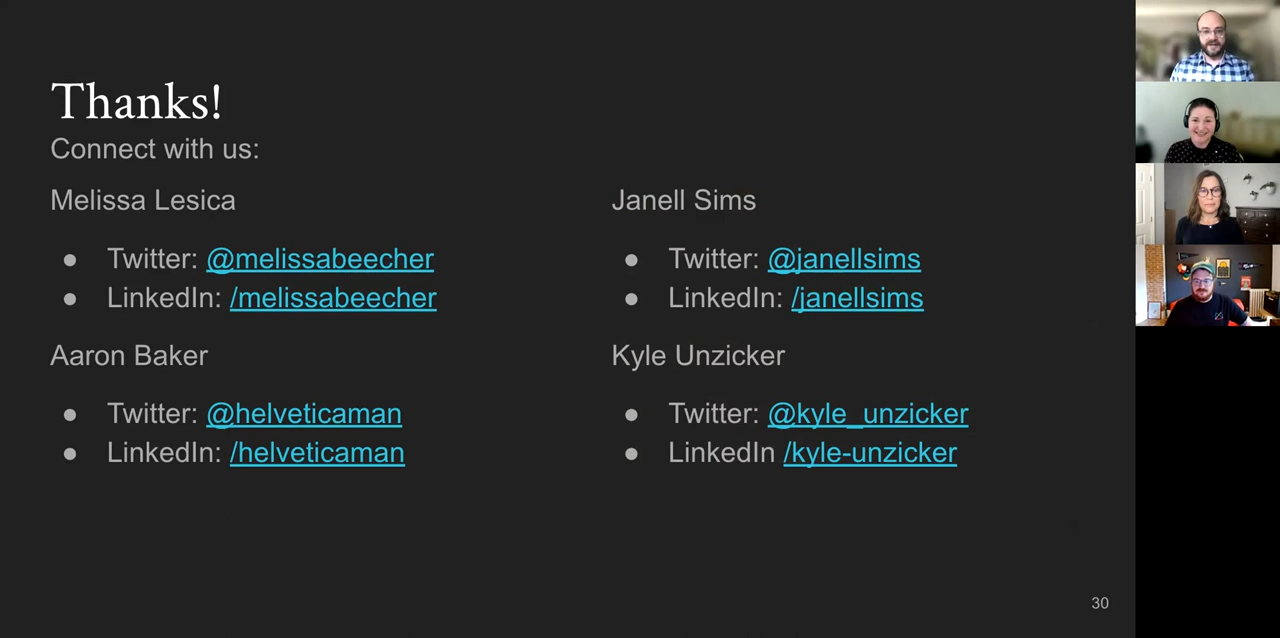 Thanks!
Connect with us:
Melissa Lesica
● Twitter: @melissabeecher
● LinkedIn: /melissabeecher
Aaron Baker
● Twitter: @helveticaman
● LinkedIn: /helveticaman
Janell Sims
● Twitter: @janellsims
● LinkedIn: /janellsims
Kyle Unzicker
● Twitter: @kyle_unzicker
● LinkedIn /kyle-unzicker
30